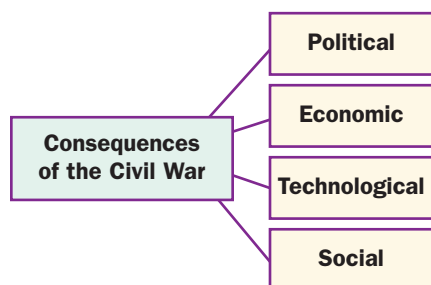 Consequences
of the Civil War
Political
Economic
Technological
Social